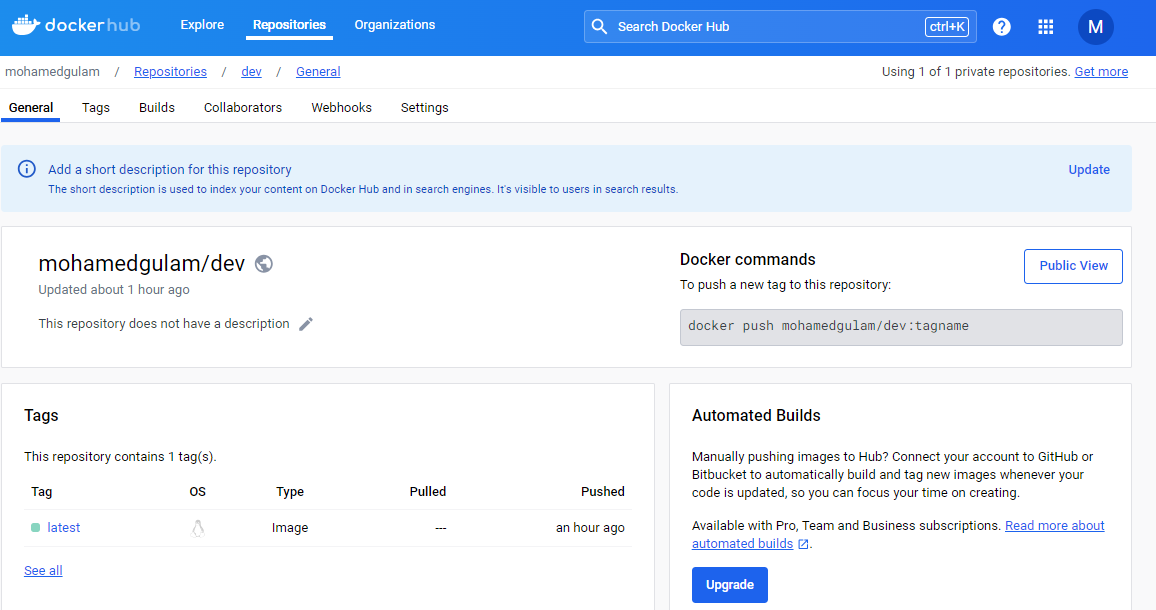 dockerhub
Explore
Repositories
Organizations
Search Docker Hub
ctrl+K
?
M
mohamedgulam / Repositories / dev / General
Using 1 of 1 private repositories. Get more
General
Tags
Builds
Collaborators
Webhooks
Settings
Add a short description for this repository
Update
The short description is used to index your content on Docker Hub and in search engines. It's visible to users in search results.
mohamedgulam/dev
Updated about 1 hour ago
This repository does not have a description
Docker commands
Public View
To push a new tag to this repository:
docker push mohamedgulam/dev:tagname
Tags
This repository contains 1 tag(s).
Tag OS Type Pulled Pushed
latest Image --- an hour ago
See all
Automated Builds
Manually pushing images to Hub? Connect your account to GitHub or
Bitbucket to automatically build and tag new images whenever your
code is updated, so you can focus your time on creating.
Available with Pro, Team and Business subscriptions. Read more about
automated builds .
Upgrade